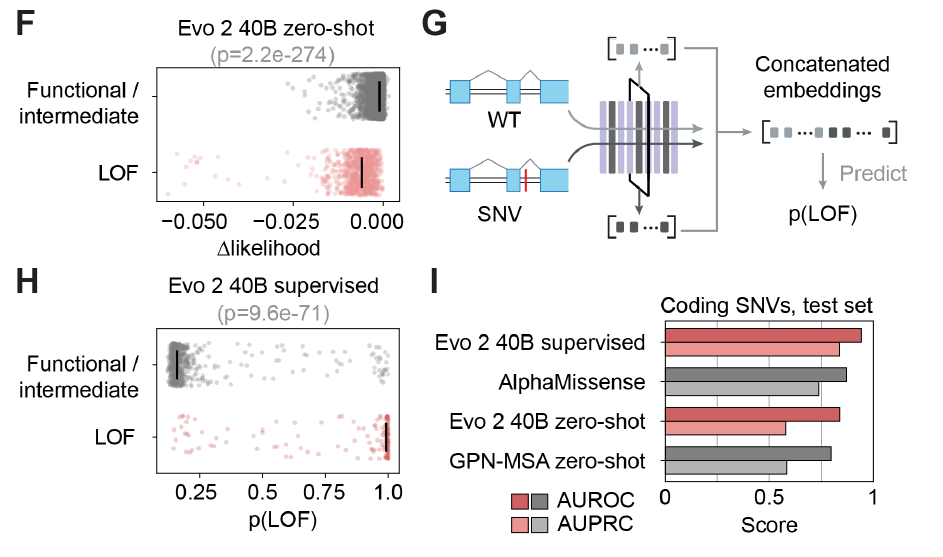 F
Evo 2 40B zero-shot
(p=2.2e-274)
Functional /
intermediate
LOF
−0.050
−0.025
0.000
Δlikelihood
G
WT
SNV
[ ... ]
[ ... ]
Concatenated
embeddings
[ ... ... ]
Predict
p(LOF)
H
Evo 2 40B supervised
(p=9.6e-71)
Functional /
intermediate
LOF
0.25
0.5
0.75
1.0
p(LOF)
I
Coding SNVs, test set
Evo 2 40B supervised
AlphaMissense
Evo 2 40B zero-shot
GPN-MSA zero-shot
0
0.5
1
Score
AUROC
AUPRC